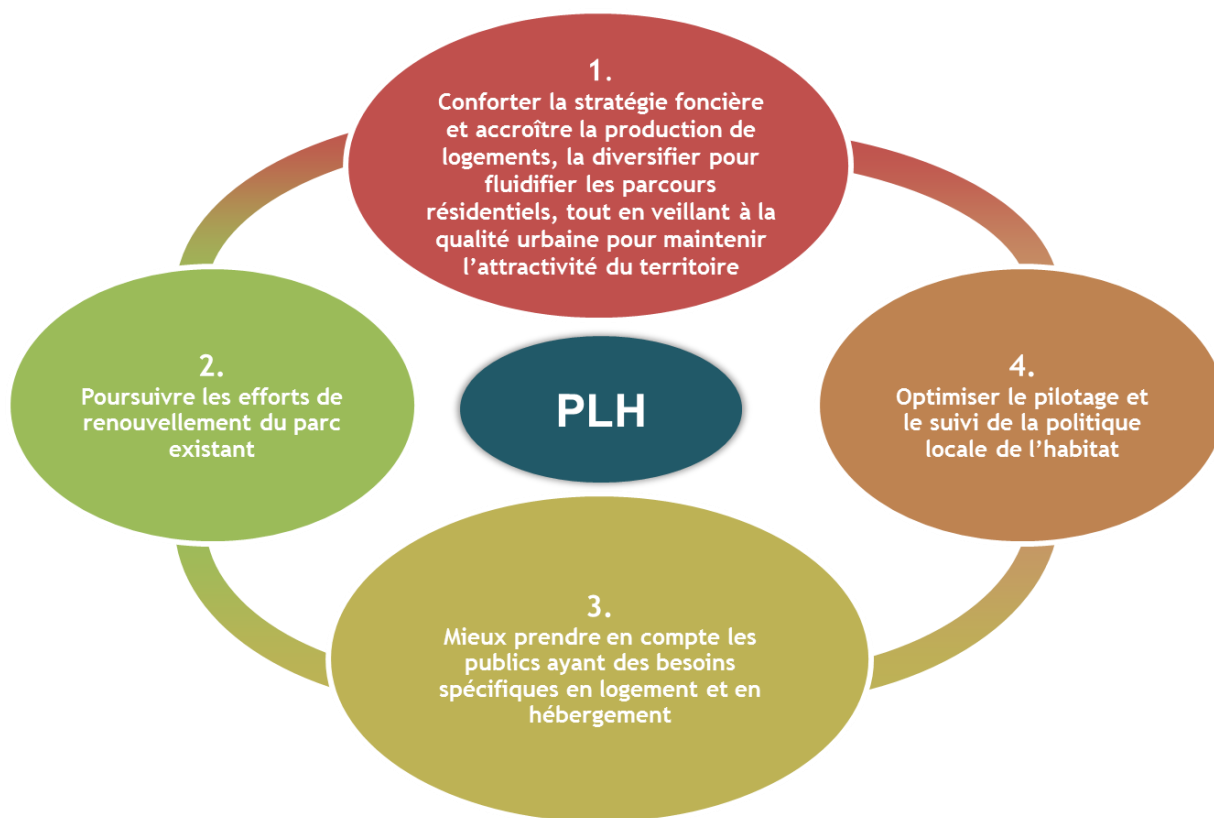 1.
Conforter la stratégie foncière
et accroître la production de
logements, la diversifier pour
fluidifier les parcours
résidentiels, tout en veillant à la
qualité urbaine pour maintenir
l’attractivité du territoire
2.
Poursuivre les efforts de
renouvellement du parc
existant
PLH
4.
Optimiser le pilotage et
le suivi de la politique
locale de l’habitat
3.
Mieux prendre en compte les
publics ayant des besoins
spécifiques en logement et en
hébergement